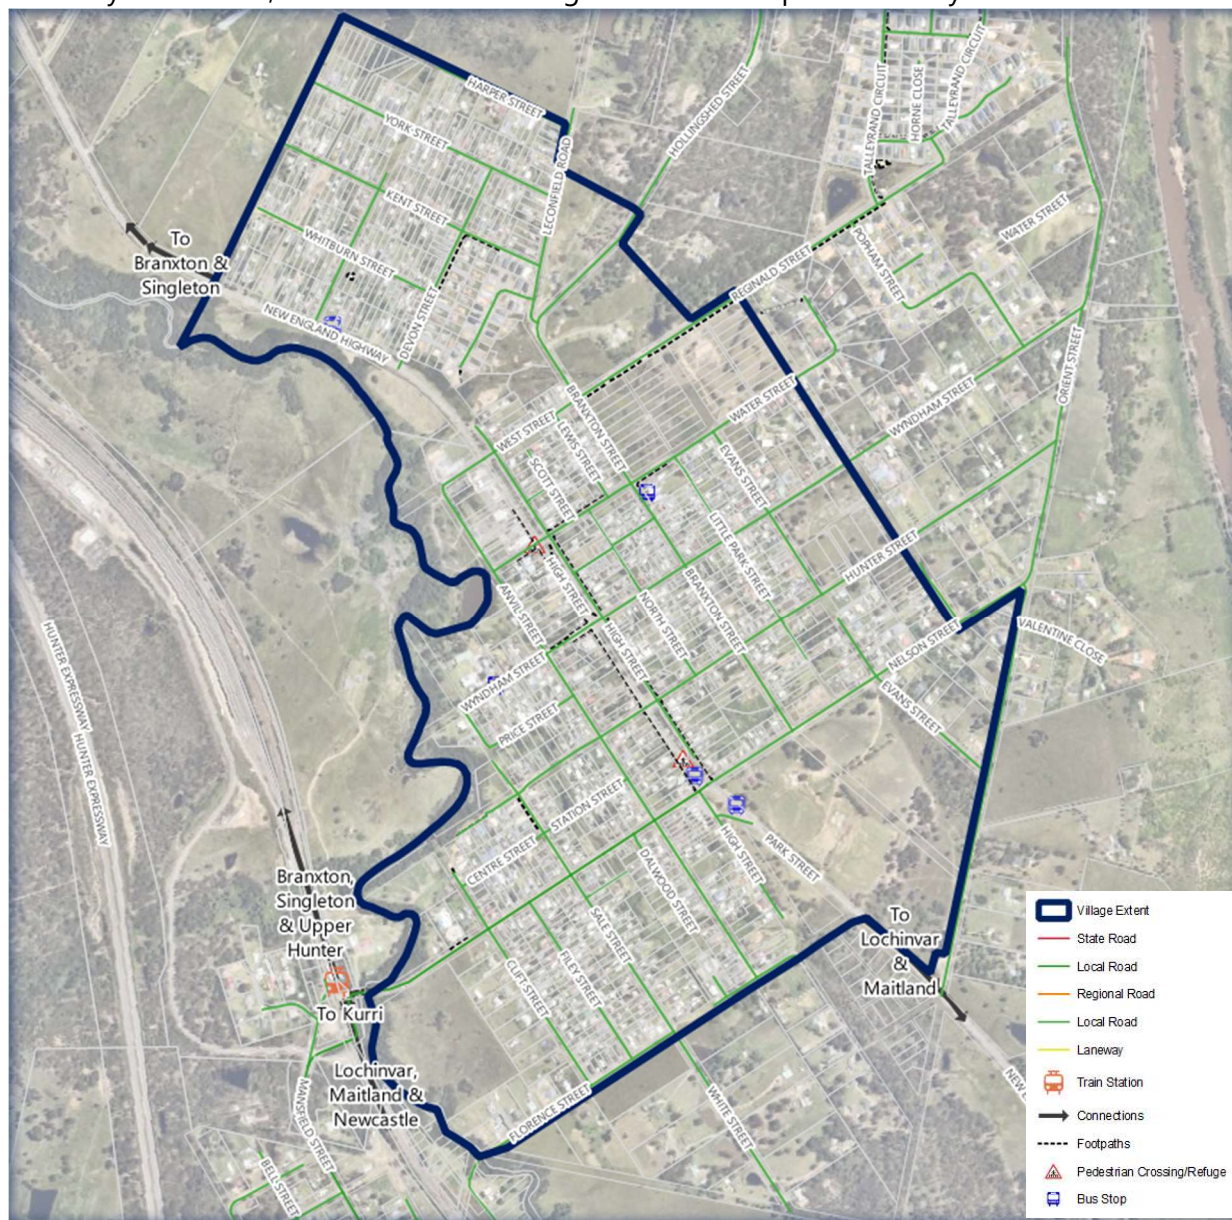 HARPER STREET
YORK STREET
KENT STREET
WHITBURN STREET
LECONFIELD ROAD
HOLLINGSHED STREET
TALLEYRAND CIRCUIT
HORNE CLOSE
TALLEYRAND CIRCUIT
To
Branxton &
Singleton
NEW ENGLAND HIGHWAY
DEVON STREET
REGINALD STREET
POPHAM STREET
WATER STREET
ORIENT STREET
WEST STREET
LEWIS STREET
BRANXTON STREET
WATER STREET
WYNDHAM STREET
SCOTT STREET
EVANS STREET
LITTLE PARK STREET
HUNTER STREET
ANVIL STREET
HIGH STREET
NORTH STREET
BRANXTON STREET
HIGH STREET
NELSON STREET
VALENTINE CLOSE
EVANS STREET
WYNDHAM STREET
PRICE STREET
HUNTER EXPRESSWAY
HUNTER EXPRESSWAY
STATION STREET
CENTRE STREET
DALWOOD STREET
HIGH STREET
PARK STREET
Branxton,
Singleton
& Upper
Hunter
To Kurri
Lochinvar,
Maitland &
Newcastle
SALE STREET
FILEY STREET
CLIFT STREET
To
Lochinvar
&
Maitland
FLORENCE STREET
WHITE STREET
MANSFIELD STREET
BELL STREET
Village Extent
State Road
Local Road
Regional Road
Local Road
Laneway
Train Station
Connections
Footpaths
Pedestrian Crossing/Refuge
Bus Stop